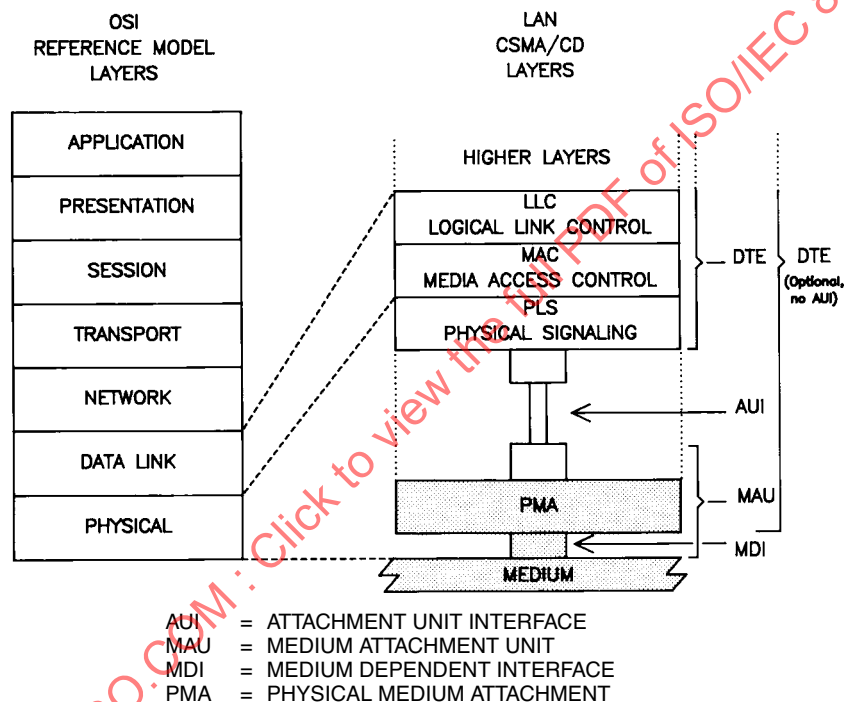 OSI
REFERENCE MODEL
LAYERS
APPLICATION
PRESENTATION
SESSION
TRANSPORT
NETWORK
DATA LINK
PHYSICAL
LAN
CSMA/CD
LAYERS
HIGHER LAYERS
LLC
LOGICAL LINK CONTROL
MAC
MEDIA ACCESS CONTROL
PLS
PHYSICAL SIGNALING
PMA
MEDIUM
DTE
DTE
(Optional,
no AUI)
AUI
MAU
MDI
AUI = ATTACHMENT UNIT INTERFACE
MAU = MEDIUM ATTACHMENT UNIT
MDI = MEDIUM DEPENDENT INTERFACE
PMA = PHYSICAL MEDIUM ATTACHMENT
SO.COM : Click to view the full PDF of ISO/IEC 8